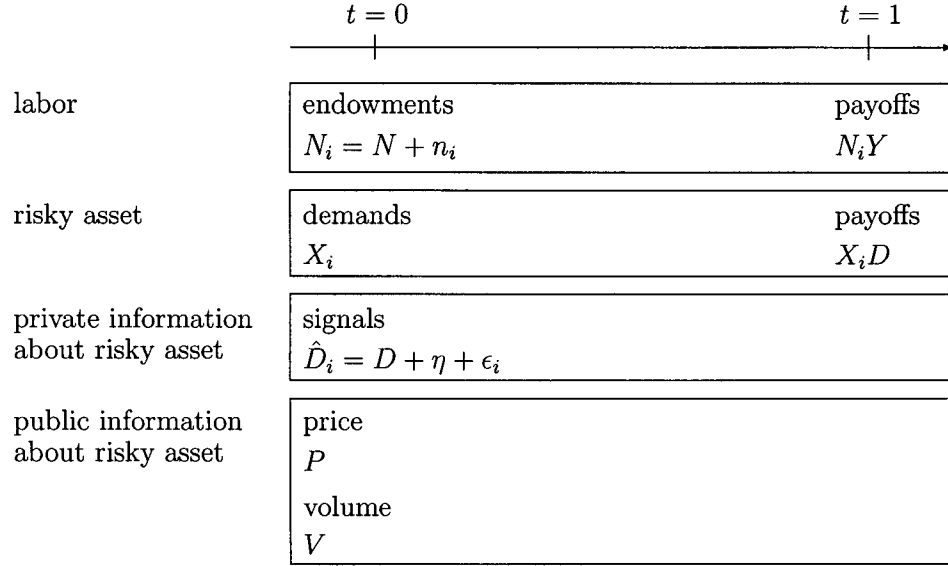 t = 0 t = 1
labor endowments payoffs
N_i = N + n_i N_iY
risky asset demands payoffs
X_i X_iD
private information signals
about risky asset D̂_i = D + η + ϵ_i
public information price
about risky asset P
volume
V